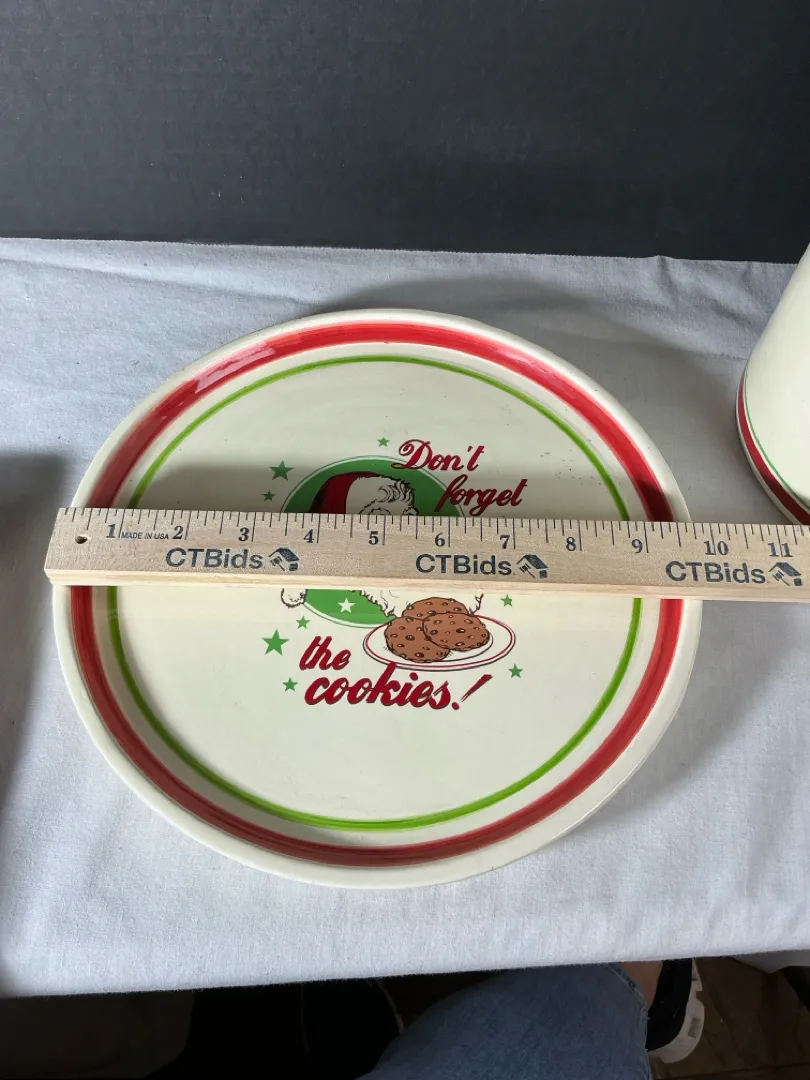 Don't
forget
1 MADE IN USA 2 3 4 5 6 7 8 9 10 11
CTBids CTBids CTBids
the
cookies!